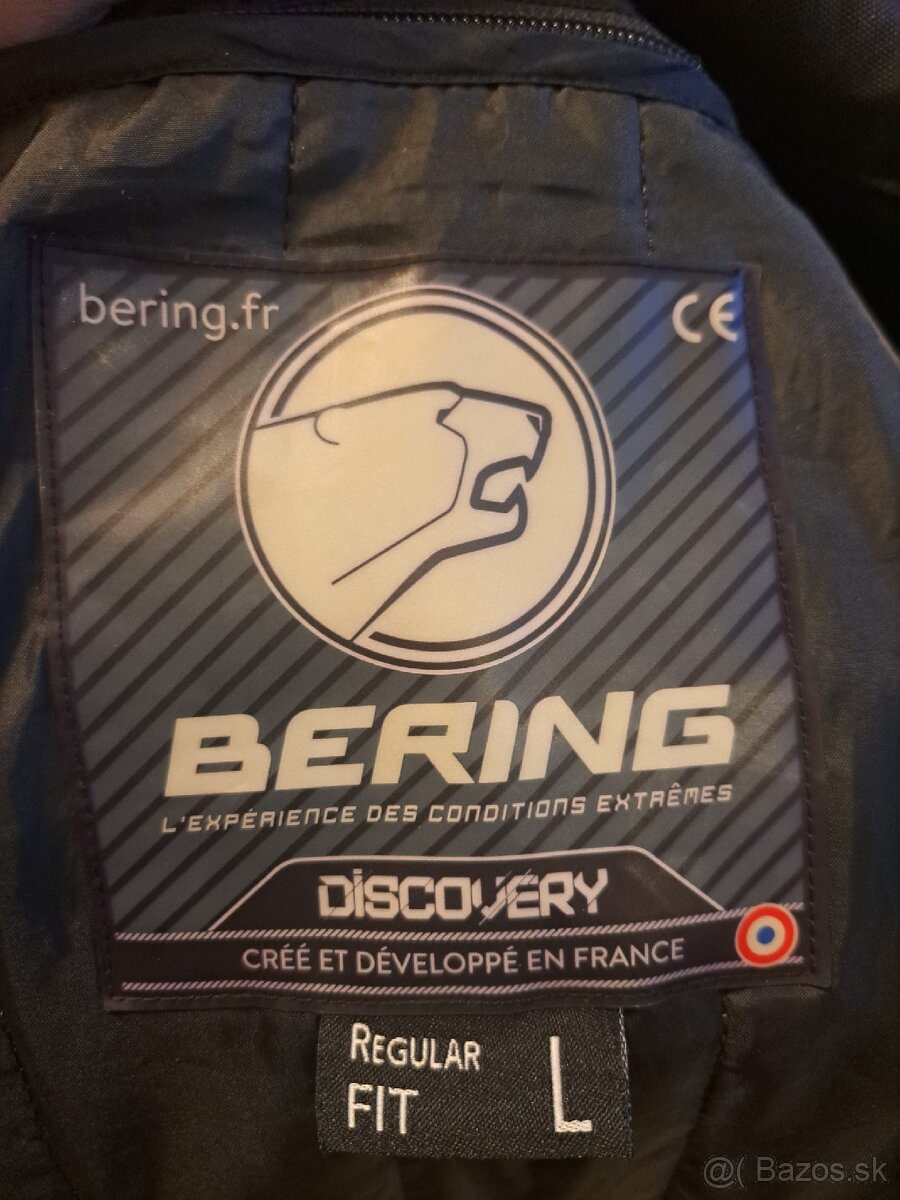 bering.fr
CE
BERING
L'EXPÉRIENCE DES CONDITIONS EXTRÊMES
DISCOVERY
CRÉÉ ET DÉVELOPPÉ EN FRANCE
REGULAR
FIT
L
@( Bazos.sk